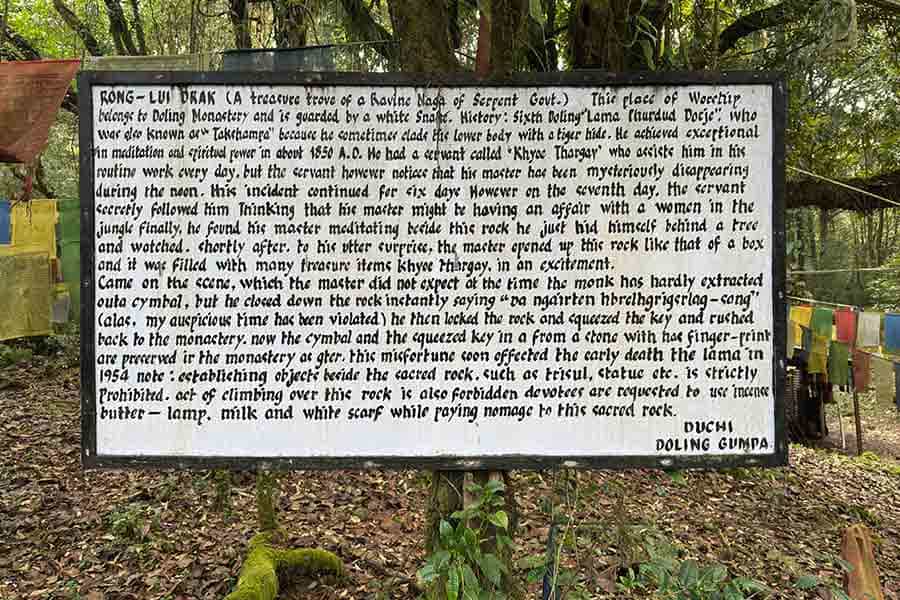 RONG-LUI DRAK (A treasure trove of a Ravine Naga of Serpent Govt.) This place of Worship
belongs to Doling Monastery and is guarded by a white Snake. History: Sixth Doling "Lama Thurdud Dorje". who
was also known as "Takshampa" because he sometimes clads his lower body with a tiger hide. He achieved exceptional
in meditation and spiritual power in about 1850 A.D. He had a servant called "Khyee Thargay" who assists him in his
routine work every day, but the servant however notices that his master has been mysteriously disappearing
during the noon. this incident continued for six days However on the seventh day, the servant
secretly followed him Thinking that his master might be having an affair with a women in the
jungle finally, he found his master meditating beside this rock he just hid himself behind a tree
and watched. shortly after. to his utter surprise, the master opened up this rock like that of a box
and it was filled with many treasure items khyee thargay. in an excitement.
Came on the scene, which the master did not expect at the time the monk has hardly extracted
outa cymbal, but he closed down the rock instantly saying "Da ngarten hbrelhgrigsrlag-song"
(alas, my auspicious time has been violated) he then locked the rock and squeezed the key and rushed
back to the monastery. now the cymbal and the squeezed key in a from a stone with has finger-print
are preserved ir the monastery as gter. this misfortune soon offected the early death the lama in
1954 note: establishing objects beside the sacred rock. such as trisul, statue etc. is strictly
Prohibited. act of climbing over this rock is also forbidden devotees are requested to use incense
butter- lamp, milk and white scarf while paying nomage to this sacred rock.
DUCHI
DOLING GUMPA